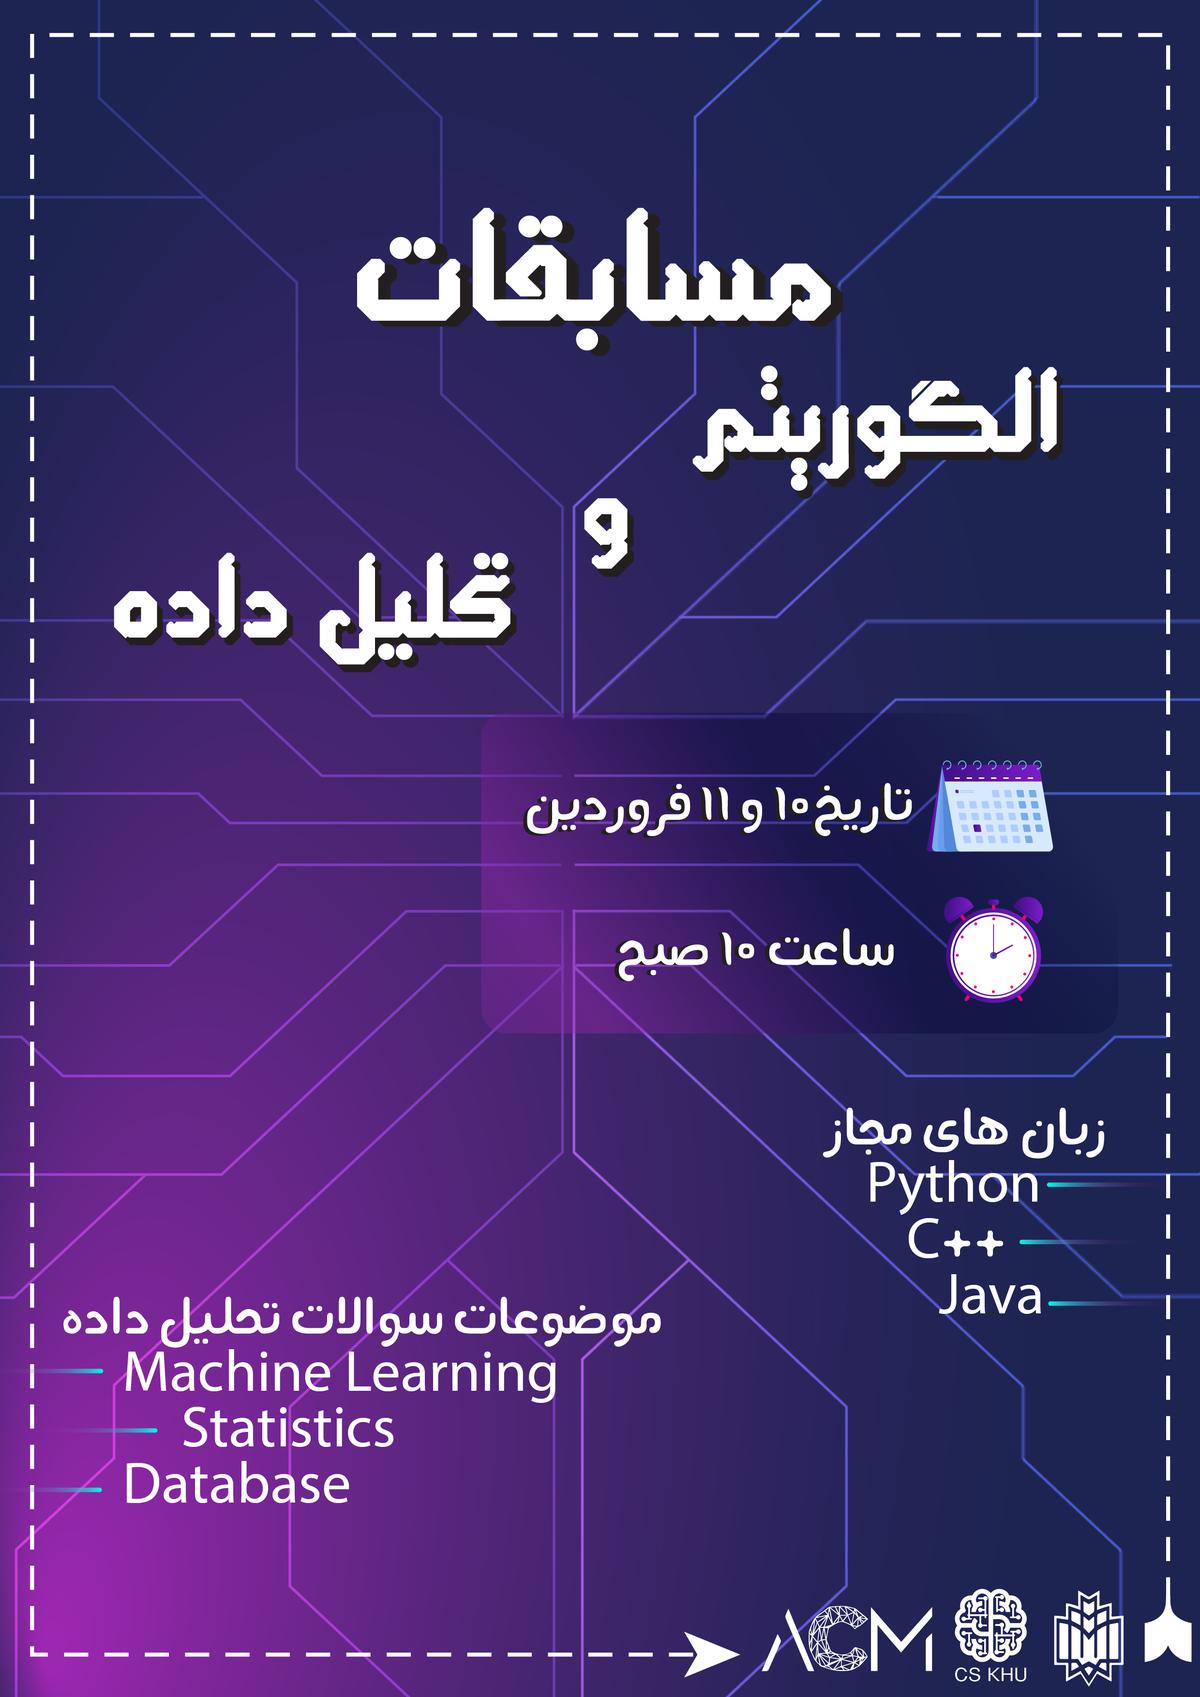 مسابقات
الگوریتم
و
تحلیل داده
تاریخ ۱۰ و ۱۱ فروردین
ساعت ۱۰ صبح
زبان های مجاز
Python
C++
Java
موضوعات سوالات تحلیل داده
Machine Learning
Statistics
Database
ACM
CS KHU